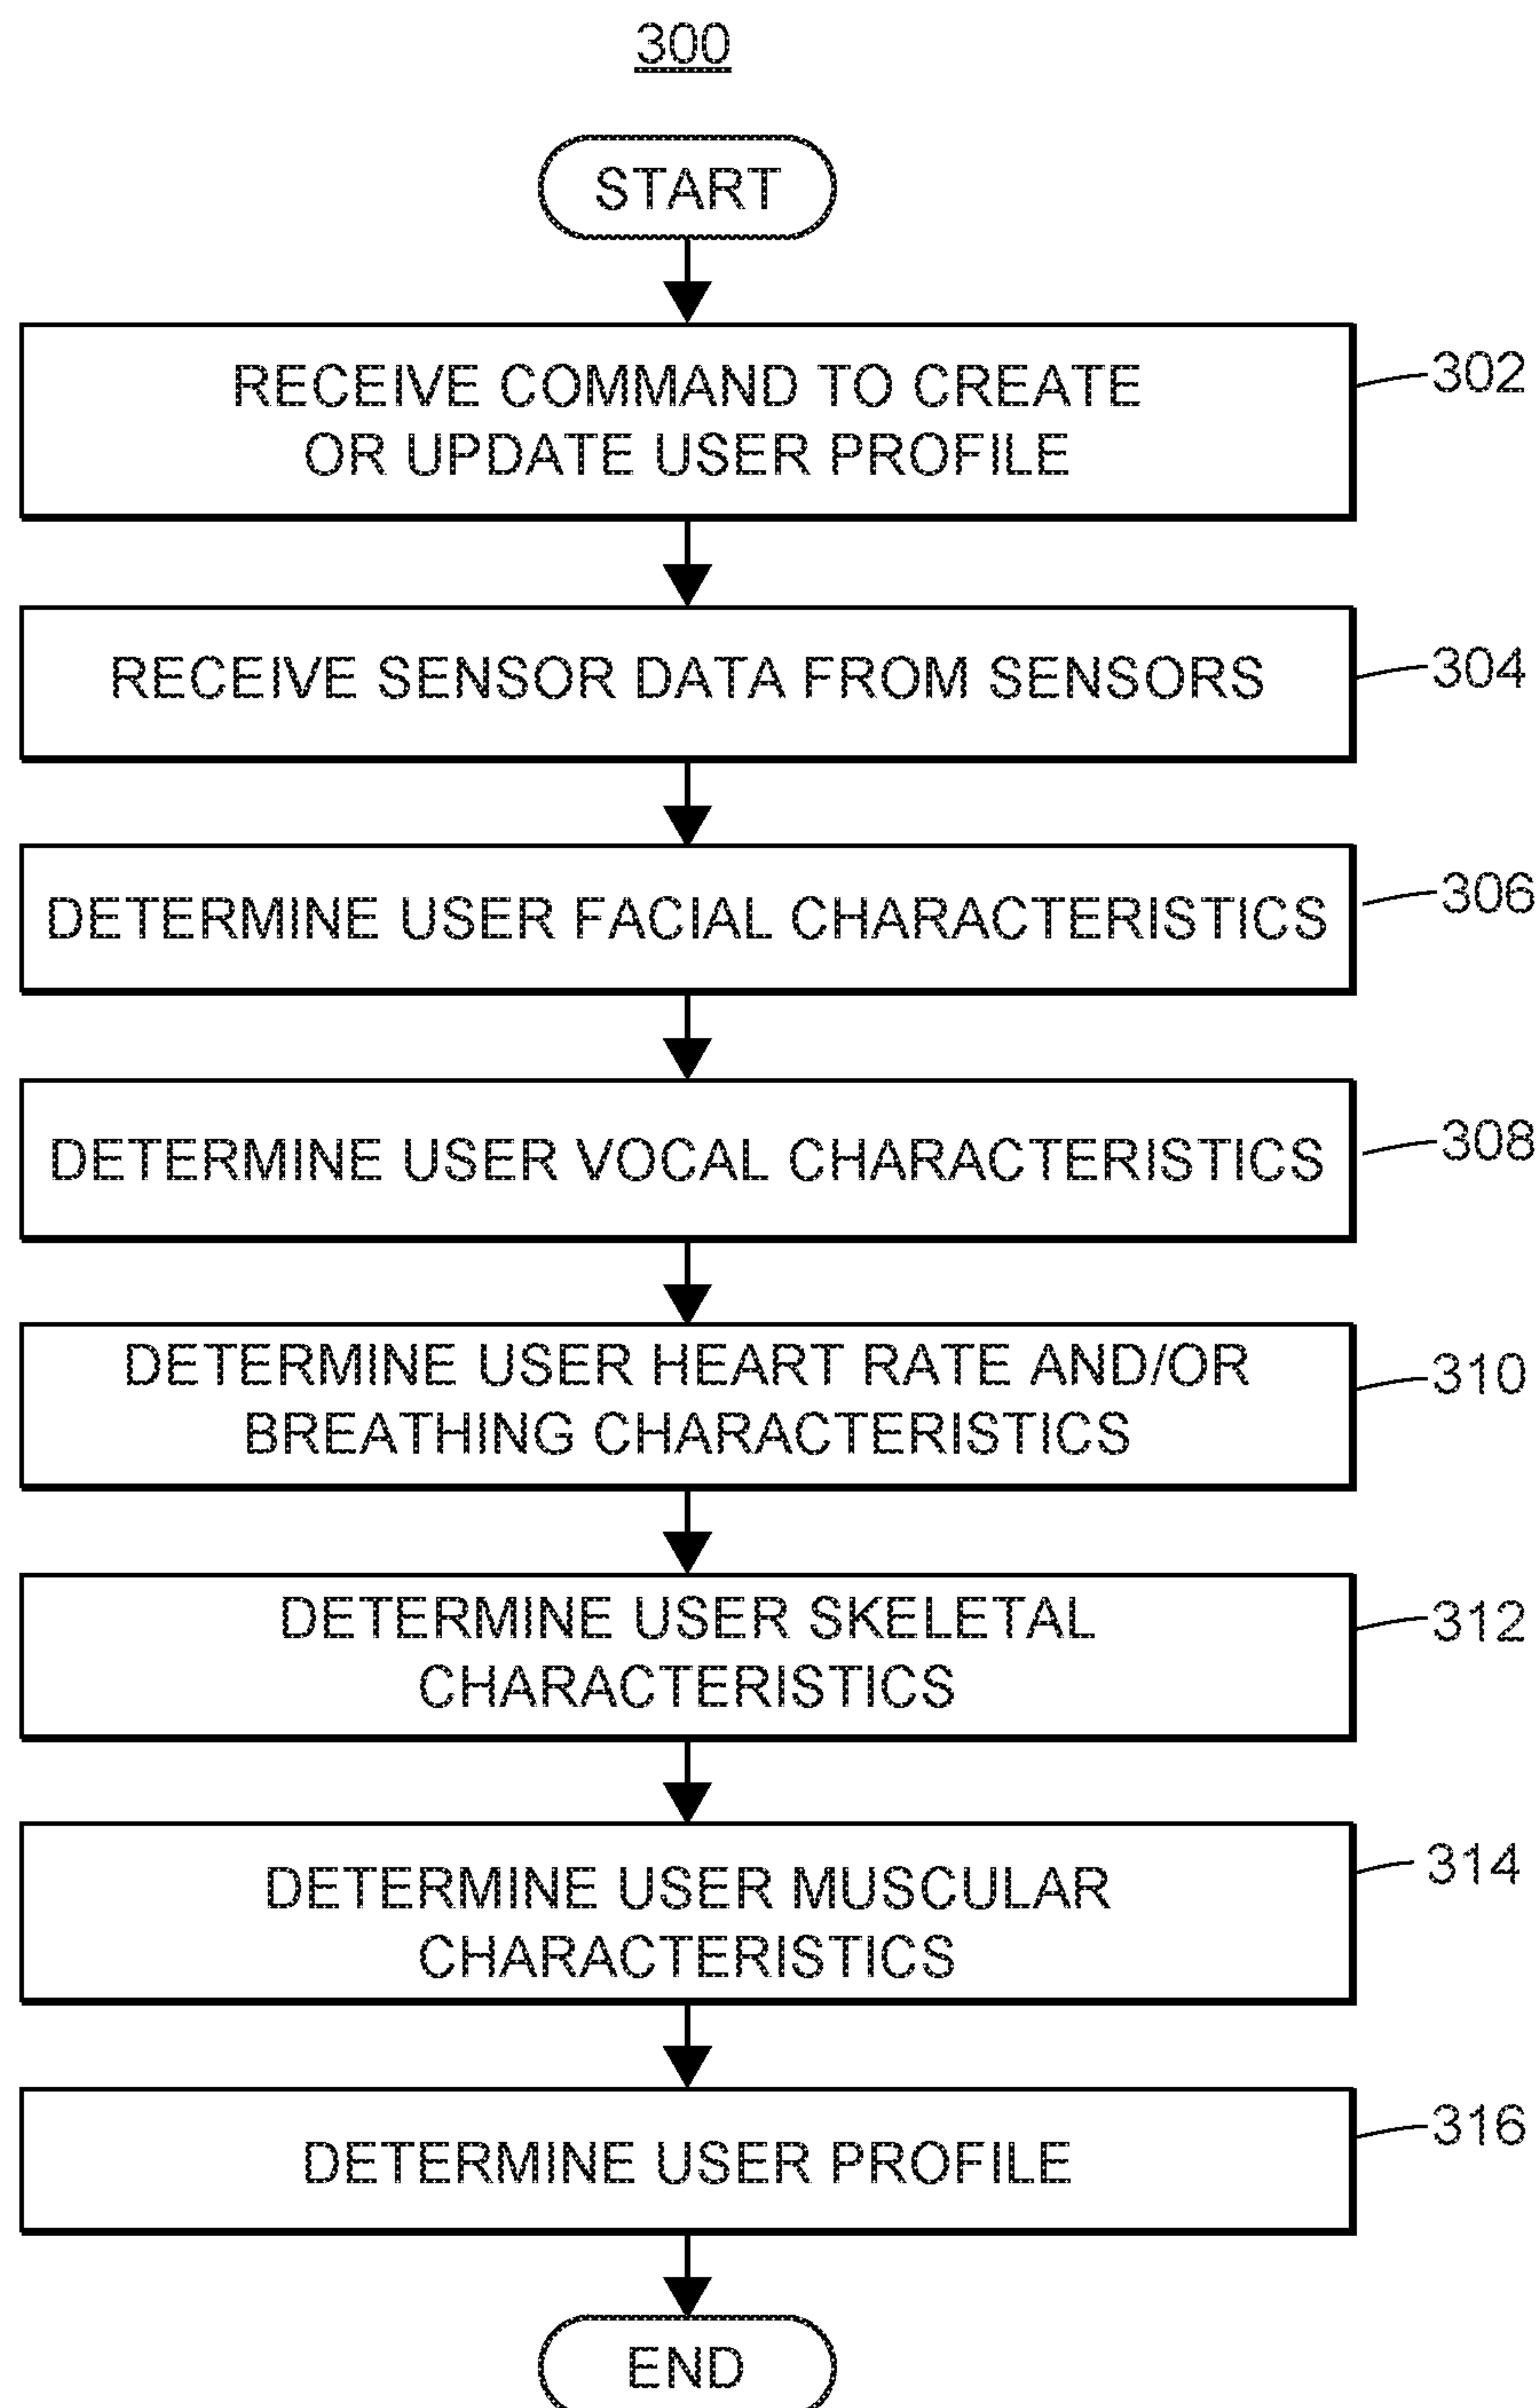 300
START
RECEIVE COMMAND TO CREATE
OR UPDATE USER PROFILE
302
RECEIVE SENSOR DATA FROM SENSORS
304
DETERMINE USER FACIAL CHARACTERISTICS
306
DETERMINE USER VOCAL CHARACTERISTICS
308
DETERMINE USER HEART RATE AND/OR
BREATHING CHARACTERISTICS
310
DETERMINE USER SKELETAL
CHARACTERISTICS
312
DETERMINE USER MUSCULAR
CHARACTERISTICS
314
DETERMINE USER PROFILE
316
END